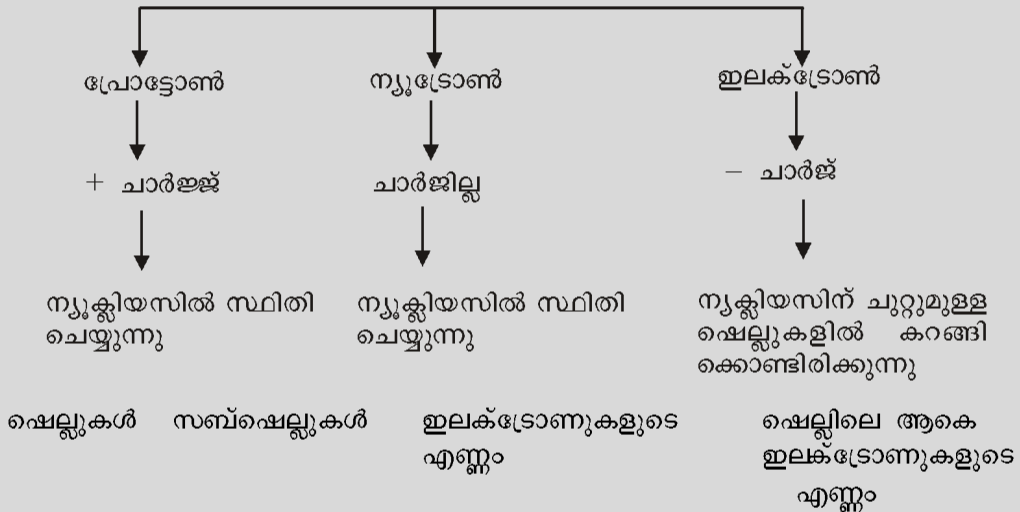 പ്രോട്ടോൺ ന്യൂട്രോൺ ഇലക്ട്രോൺ
+ ചാർജ്ജ് ചാർജില്ല – ചാർജ്
ന്യൂക്ലിയസിൽ സ്ഥിതി
ചെയ്യുന്നു
ന്യൂക്ലിയസിൽ സ്ഥിതി
ചെയ്യുന്നു
ന്യക്ലിയസിന് ചുറ്റുമുള്ള
ഷെല്ലുകളിൽ കറങ്ങി
ക്കൊണ്ടിരിക്കുന്നു
ഷെല്ലുകൾ സബ്ഷെല്ലുകൾ
ഇലക്ട്രോണുകളുടെ
എണ്ണം
ഷെല്ലിലെ ആകെ
ഇലക്ട്രോണുകളുടെ
എണ്ണം